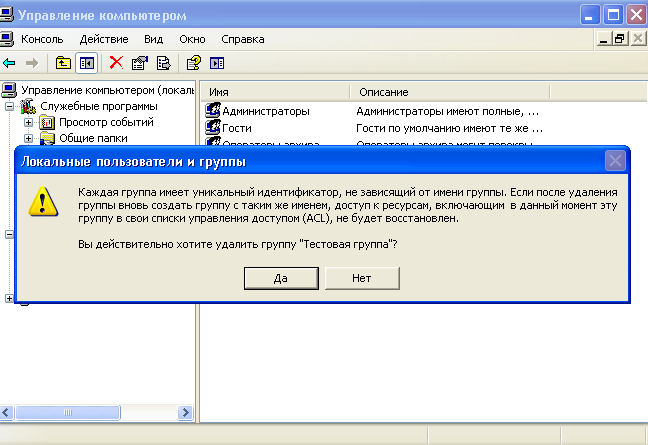 Управление компьютером
Консоль Действие Вид Окно Справка
Управление компьютером (локаль
Служебные программы
Просмотр событий
Общие папки
Имя Описание
Администраторы Администраторы имеют полные, ...
Гости Гости по умолчанию имеют те же ...
Операторы архива Операторы архива могут перекры
Локальные пользователи и группы
Каждая группа имеет уникальный идентификатор, не зависящий от имени группы. Если после удаления
группы вновь создать группу с таким же именем, доступ к ресурсам, включающим в данный момент эту
группу в свои списки управления доступом (ACL), не будет восстановлен.
Вы действительно хотите удалить группу "Тестовая группа"?
Да Нет